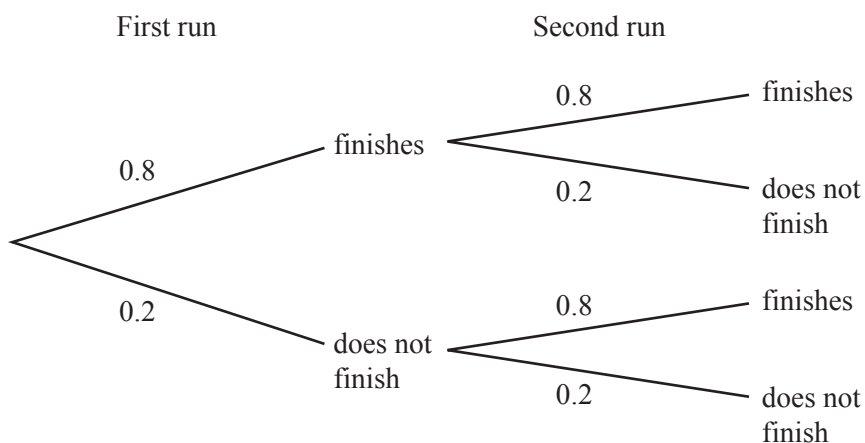 First run
Second run
0.8
finishes
0.2
does not
finish
0.8
finishes
0.2
does not
finish
0.8
finishes
0.2
does not
finish